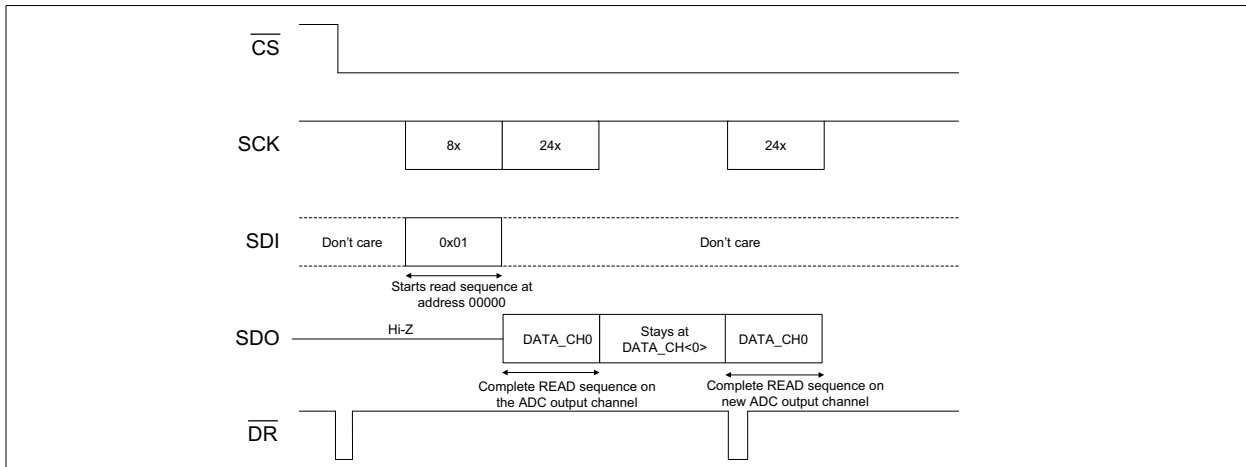 CS
SCK
8x
24x
24x
SDI
Don't care
0x01
Don't care
Starts read sequence at
address 00000
SDO
Hi-Z
DATA_CH0
Stays at
DATA_CH<0>
DATA_CH0
Complete READ sequence on
the ADC output channel
Complete READ sequence on
new ADC output channel
DR